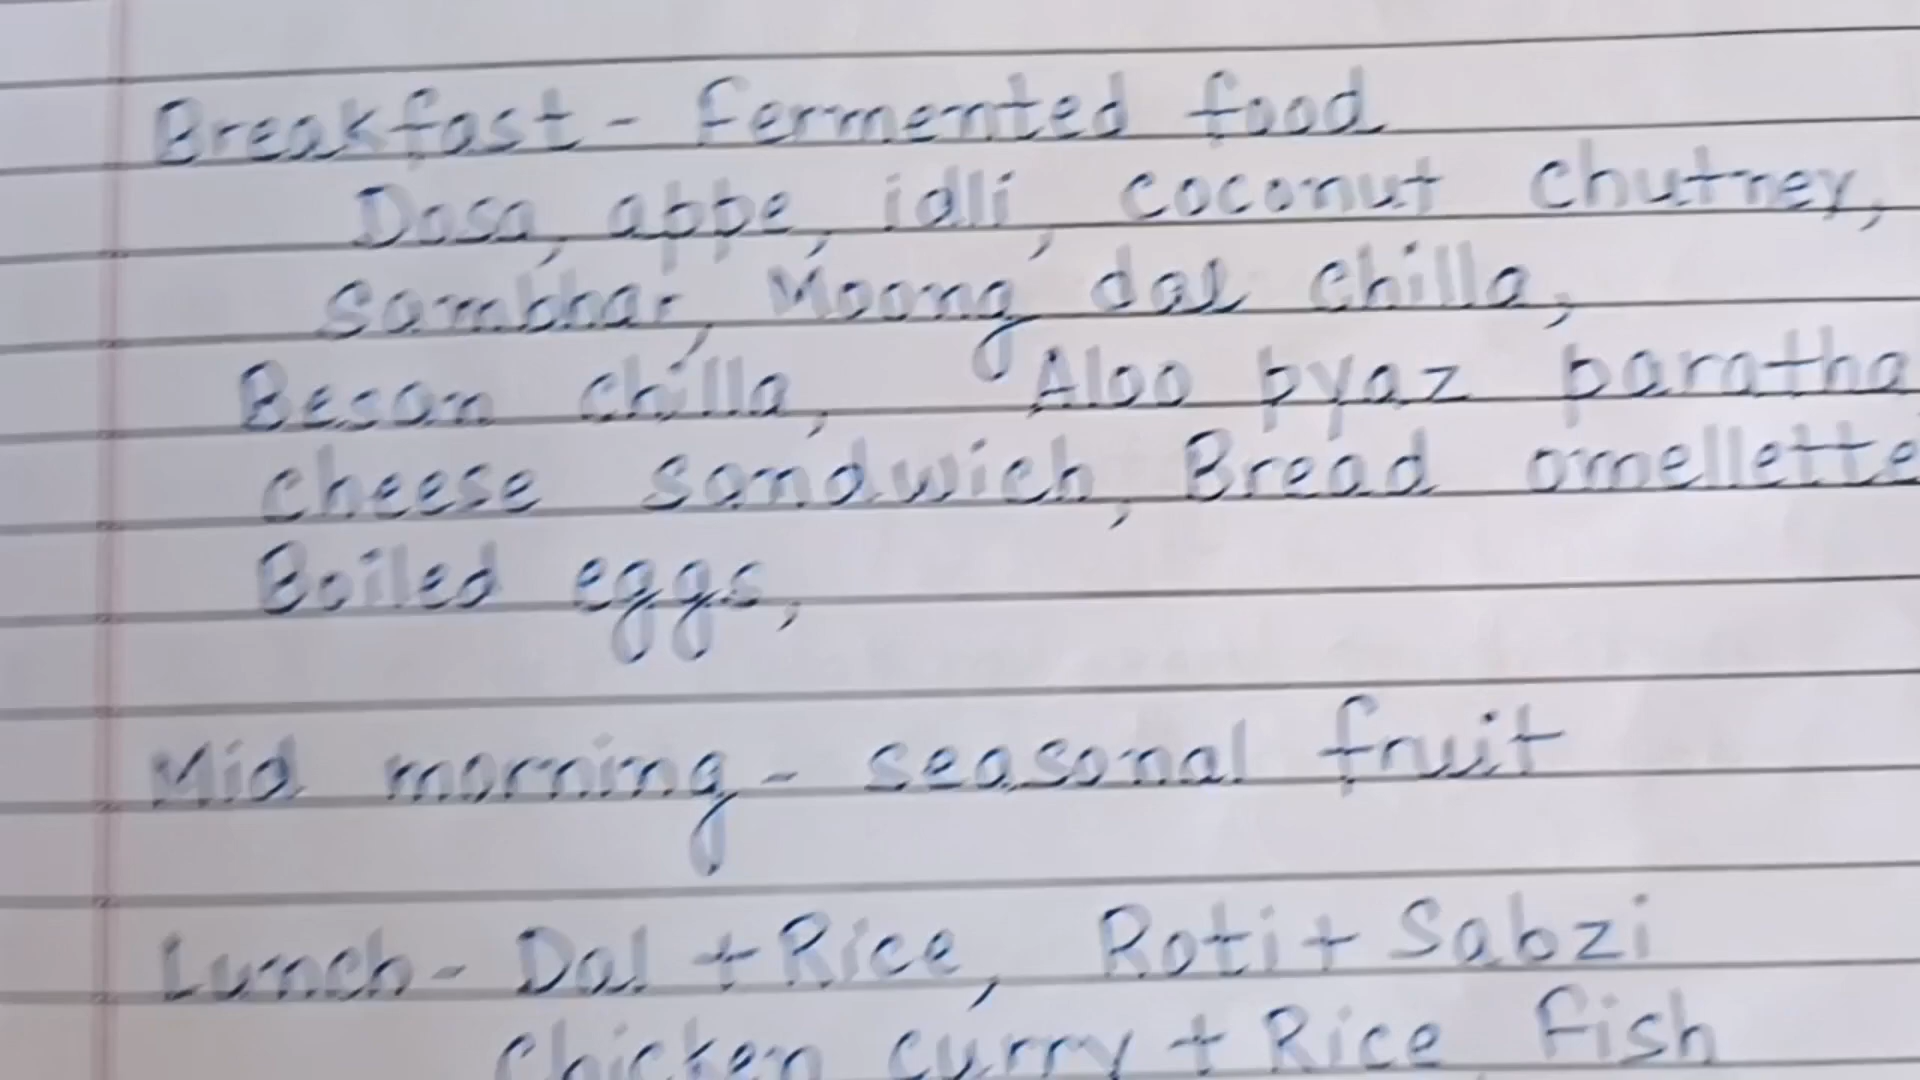 Breakfast - Fermented food
Dosa, appe, idli, coconut chutney,
Sambhar, Moong dal chilla,
Besan chilla, Aloo pyaz paratha
cheese sandwich, Bread omellette
Boiled eggs,
Mid morning - seasonal fruit
Lunch - Dal + Rice, Roti + Sabzi
Chicken curry + Rice Fish